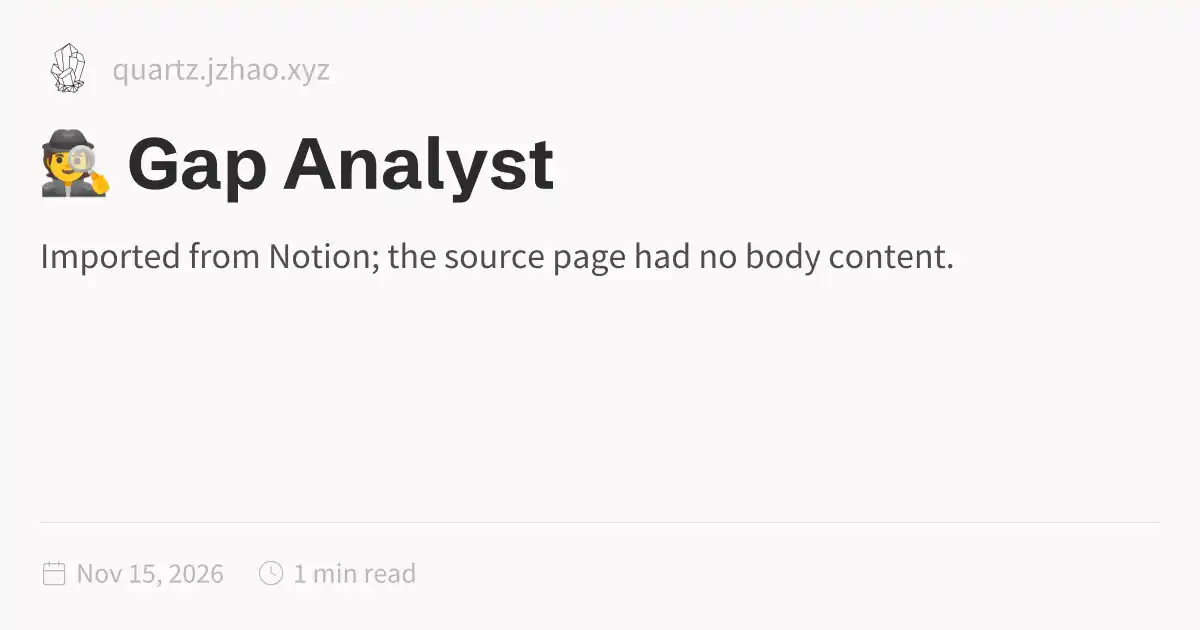 quartz.jzhao.xyz
🕵️ Gap Analyst
Imported from Notion; the source page had no body content.
Nov 15, 2026 1 min read